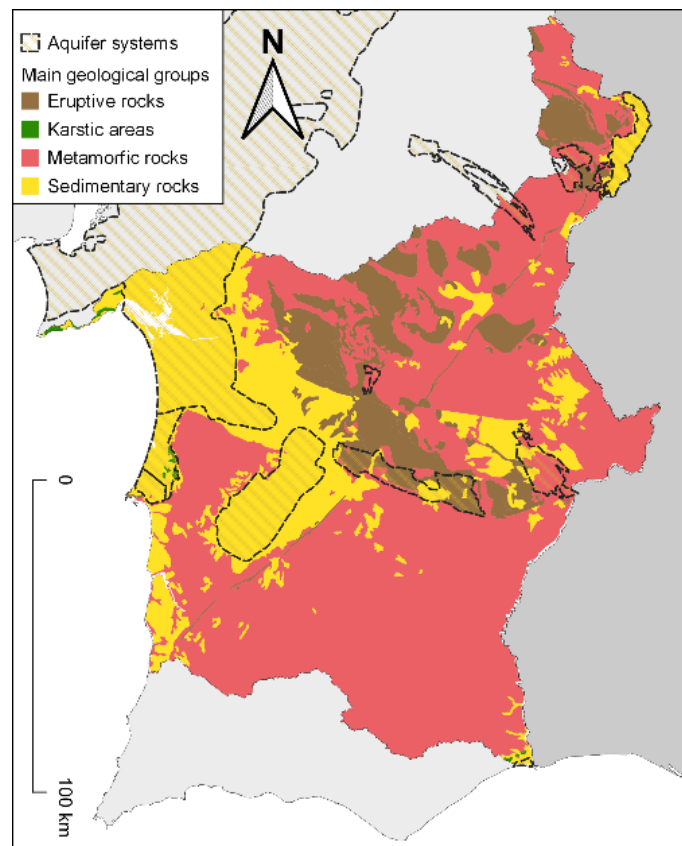 Aquifer systems
N
Main geological groups
Eruptive rocks
Karstic areas
Metamorfic rocks
Sedimentary rocks
0
100 km